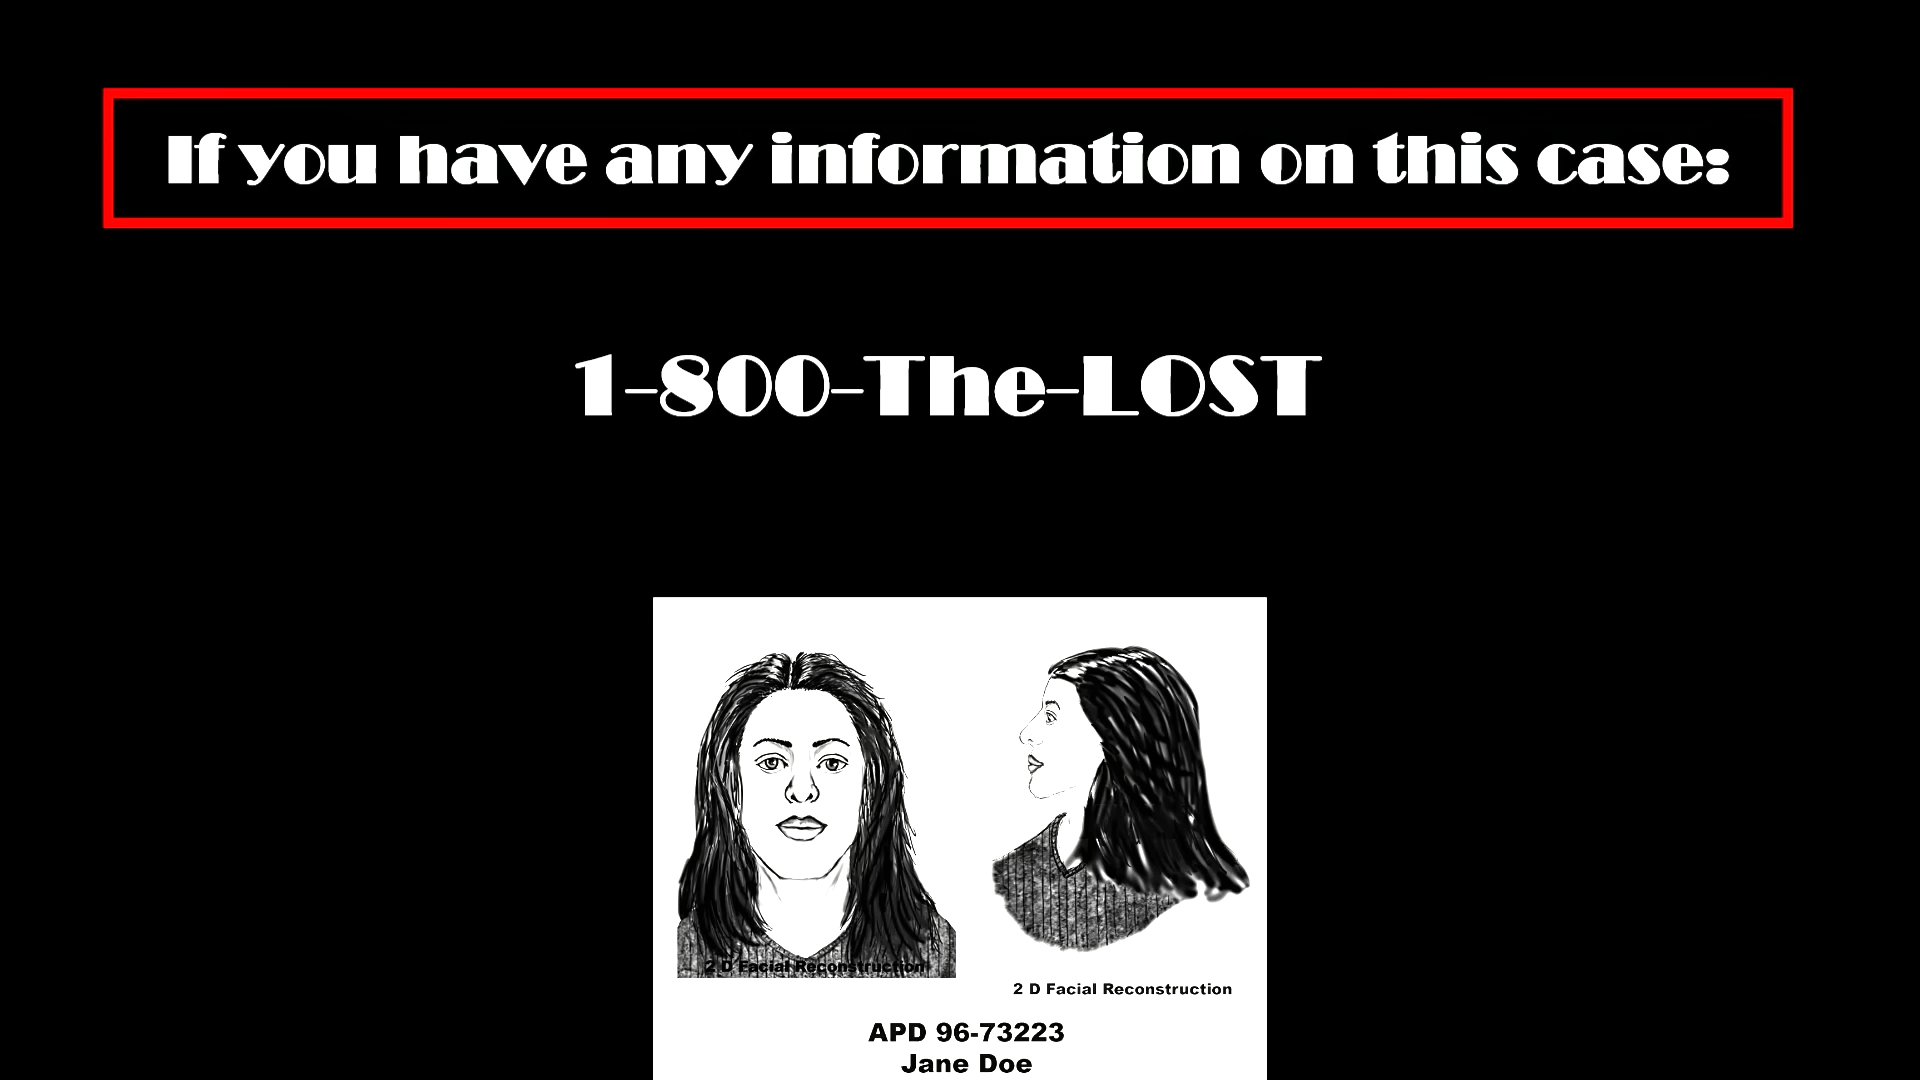 If you have any information on this case:
1-800-The-LOST
2 D Facial Reconstruction
2 D Facial Reconstruction
APD 96-73223
Jane Doe